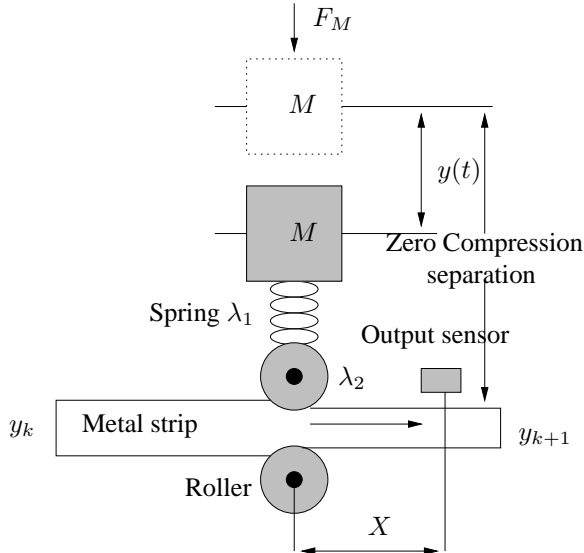 F_M
M
y(t)
M
Zero Compression
separation
Spring λ_1
Output sensor
λ_2
y_k
Metal strip
y_{k+1}
Roller
X